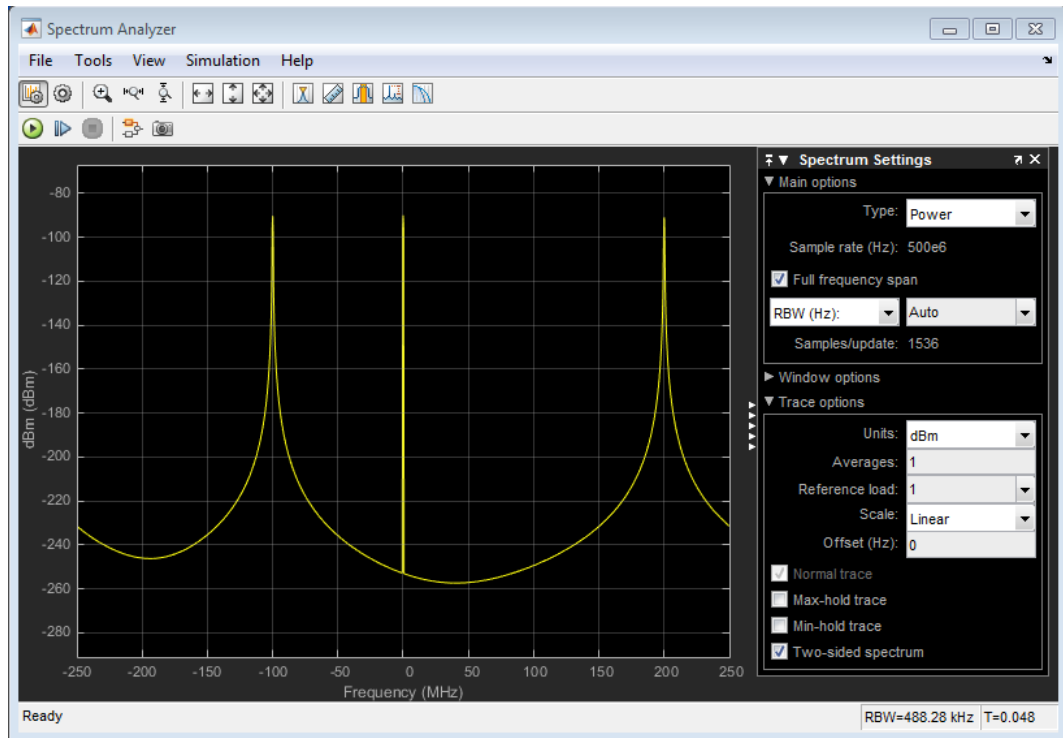 Spectrum Analyzer
File Tools View Simulation Help
Spectrum Settings
Main options
Type: Power
Sample rate (Hz): 500e6
Full frequency span
RBW (Hz): Auto
Samples/update: 1536
Window options
Trace options
Units: dBm
Averages: 1
Reference load: 1
Scale: Linear
Offset (Hz): 0
Normal trace
Max-hold trace
Min-hold trace
Two-sided spectrum
-80
-100
-120
-140
-160
-180
-200
-220
-240
-260
-280
dBm (dBm)
-250 -200 -150 -100 -50 0 50 100 150 200 250
Frequency (MHz)
Ready RBW=488.28 kHz T=0.048